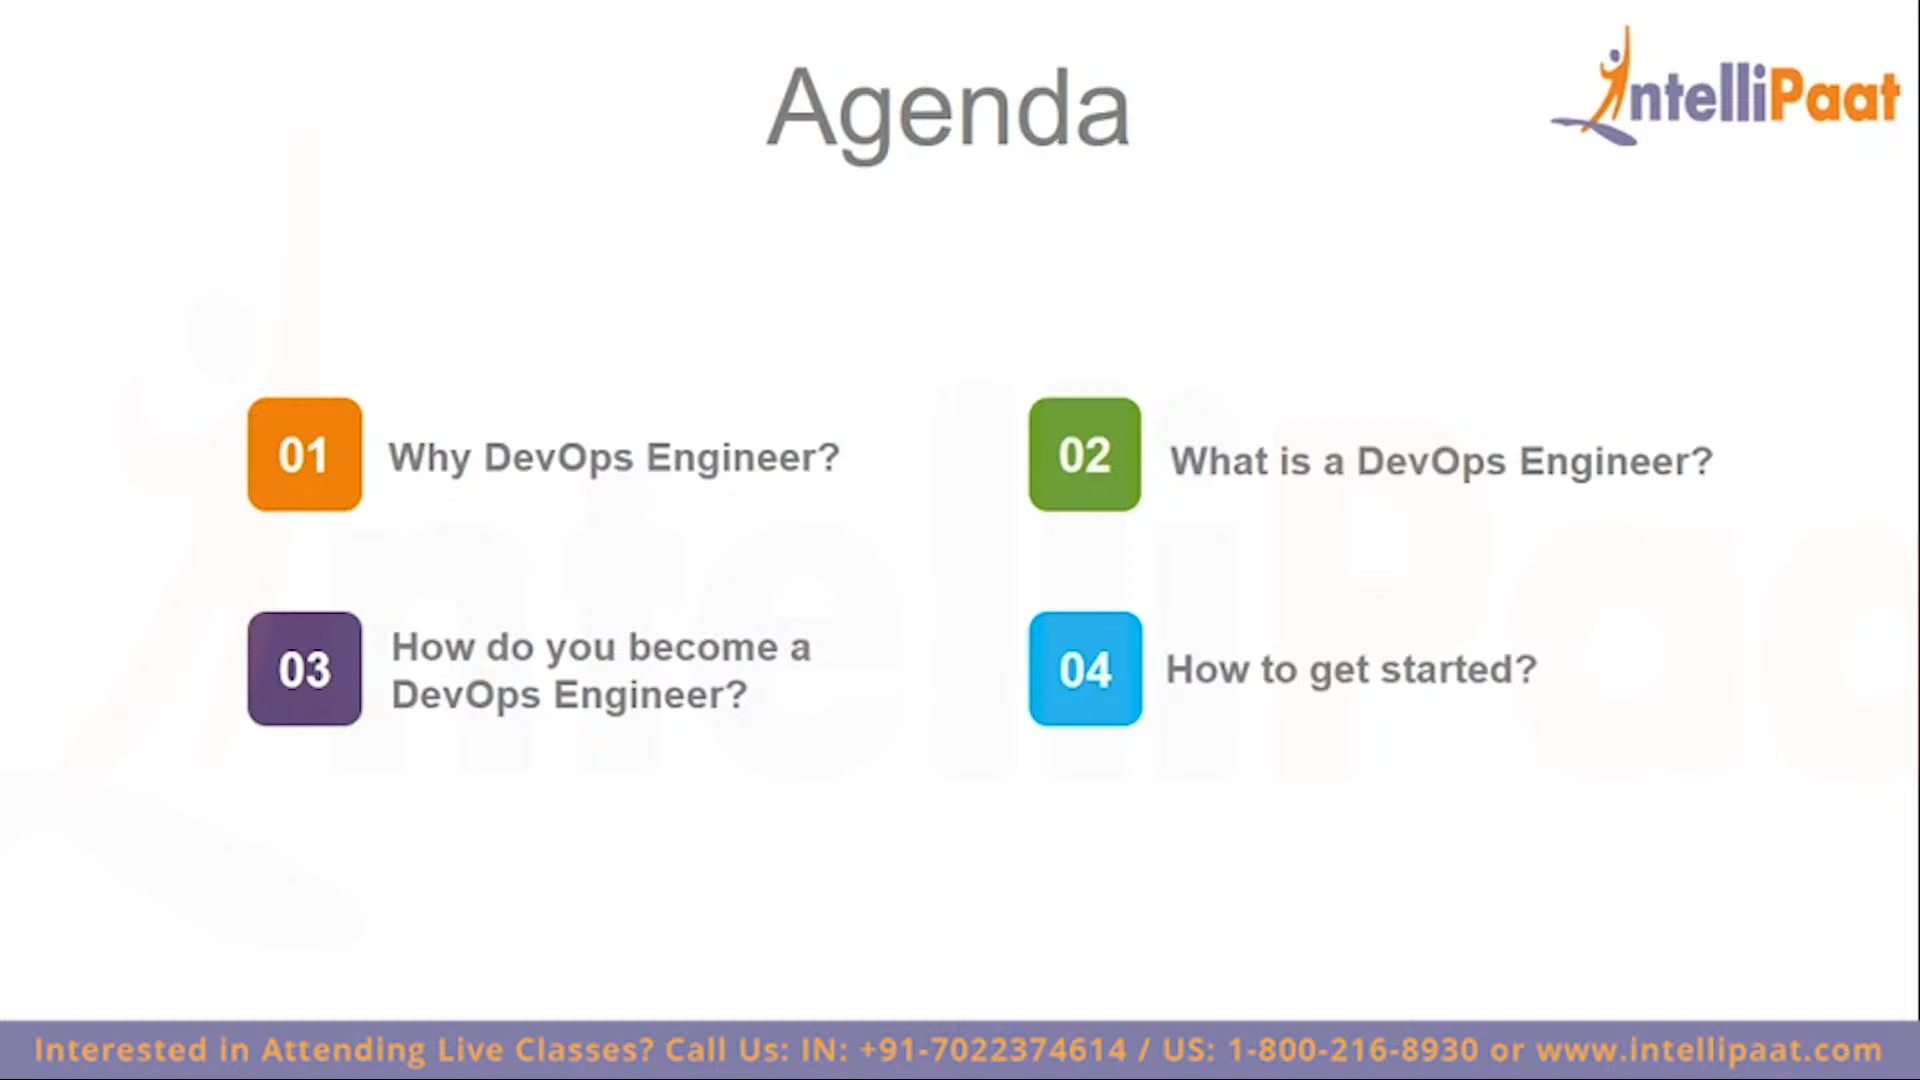 Agenda
IntelliPaat
01 Why DevOps Engineer?
02 What is a DevOps Engineer?
03 How do you become a
DevOps Engineer?
04 How to get started?
Interested in Attending Live Classes? Call Us: IN: +91-7022374614 / US: 1-800-216-8930 or www.intellipaat.com